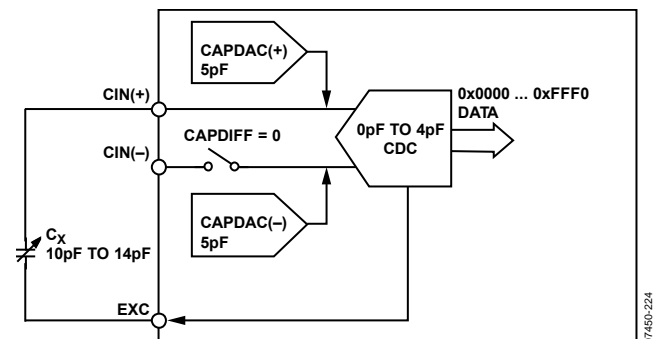 CAPDAC(+)
5pF
CIN(+)
0x0000 ... 0xFFF0
DATA
CAPDIFF = 0
0pF TO 4pF
CDC
CIN(–)
CAPDAC(–)
5pF
CX
10pF TO 14pF
EXC
7450-224